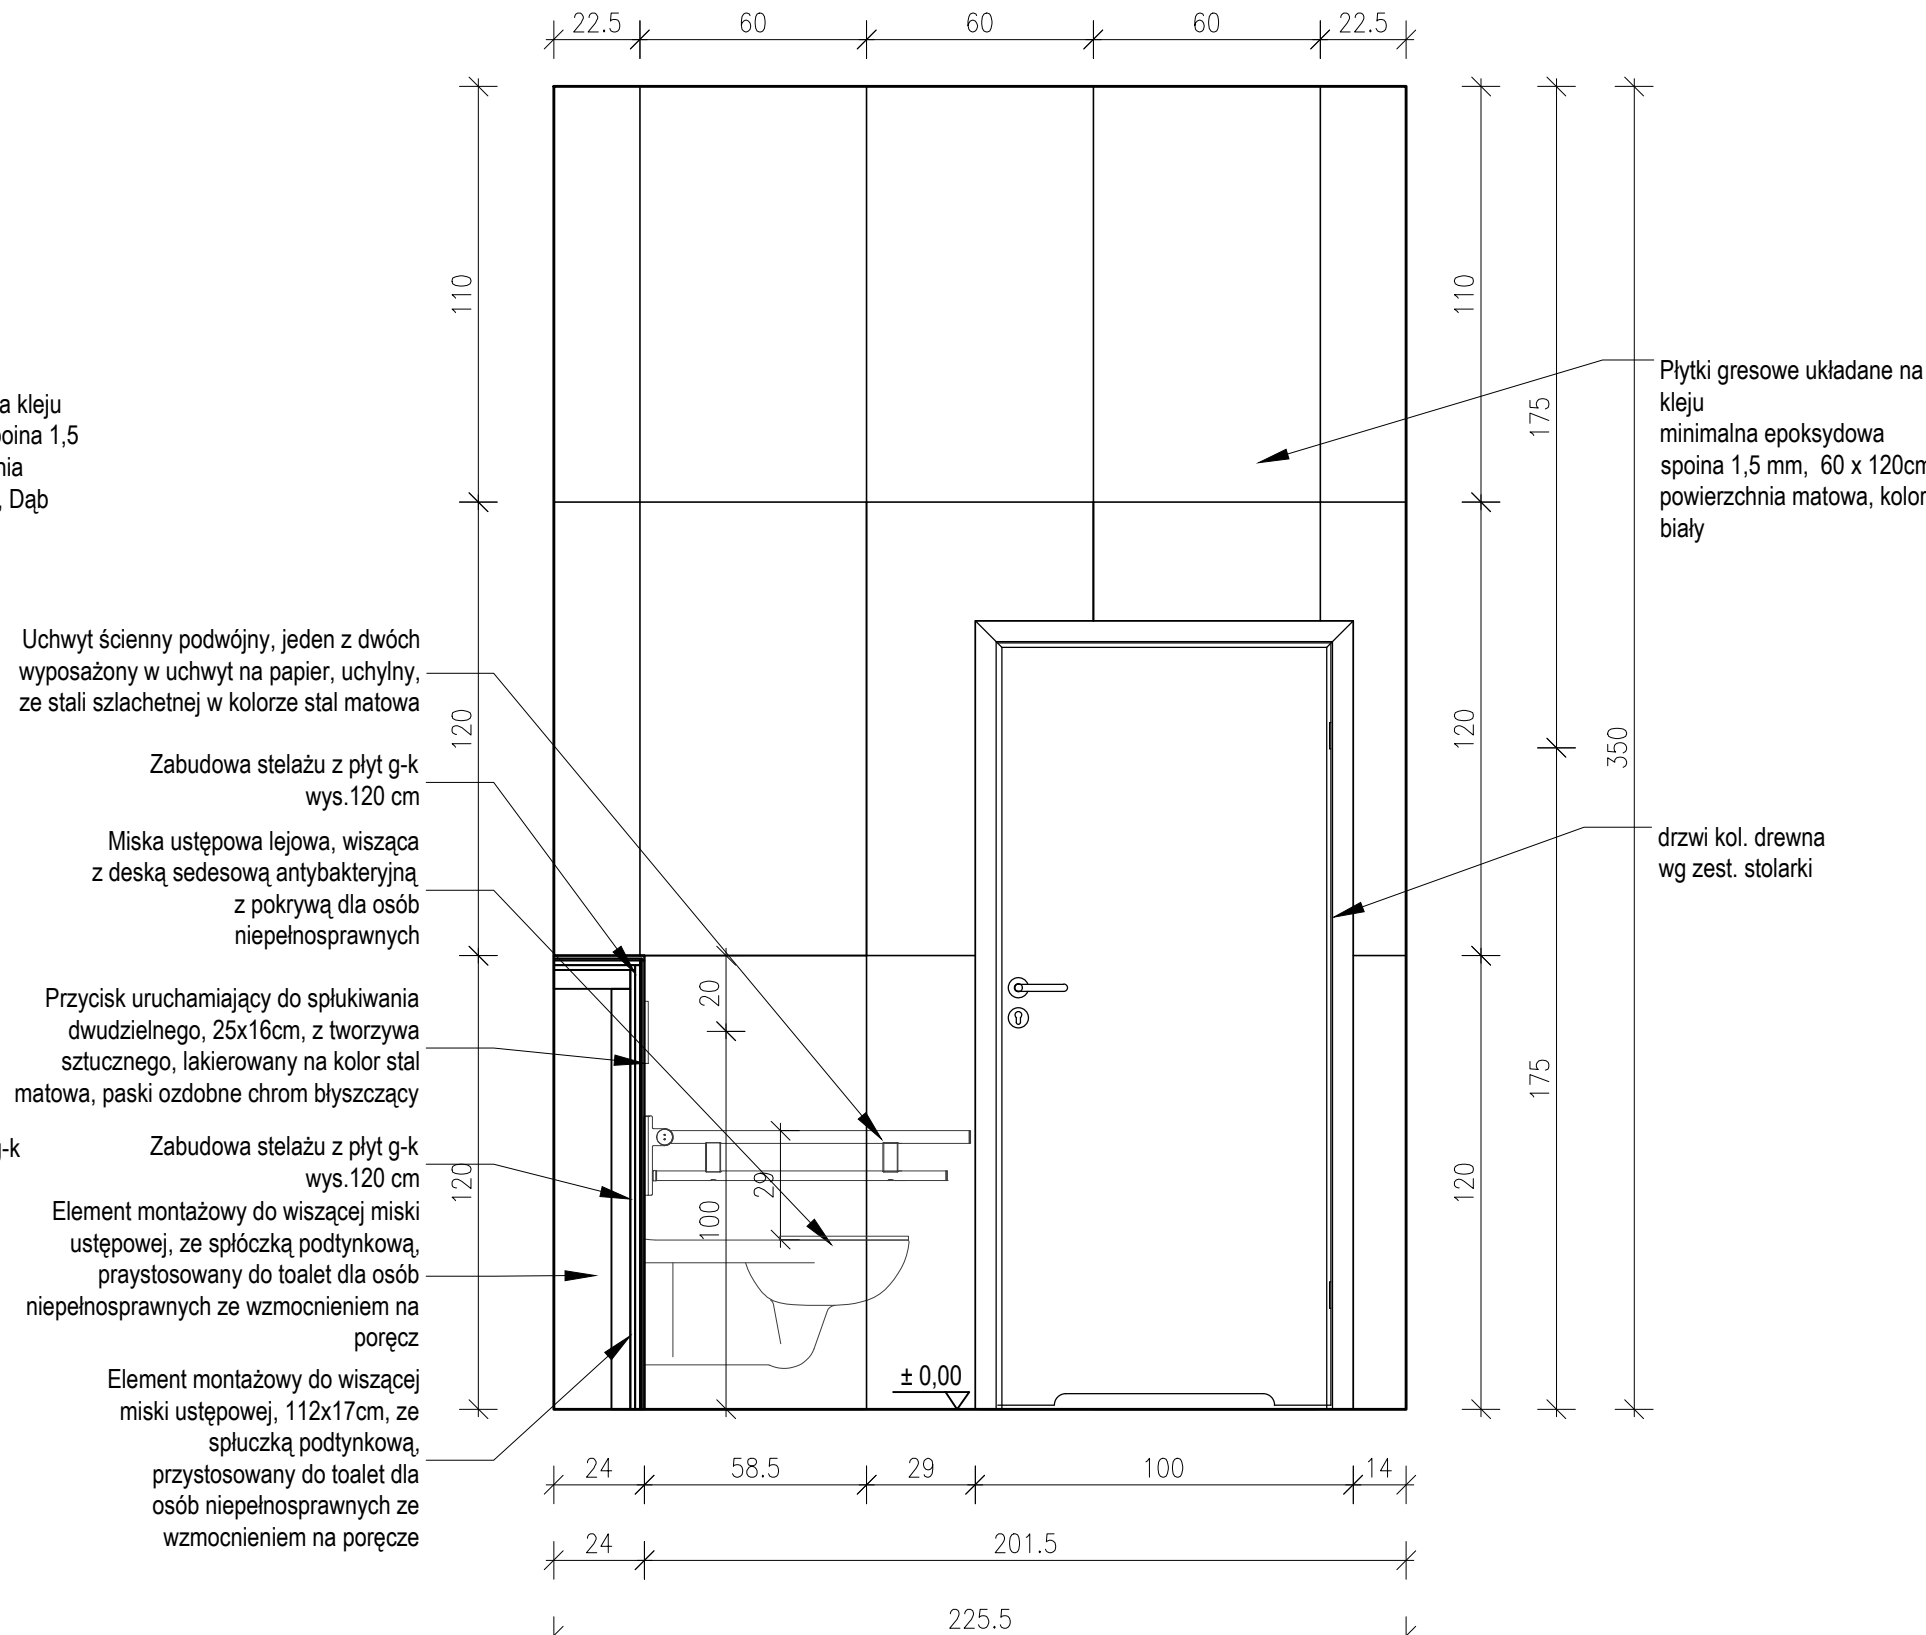 22.5 60 60 60 22.5
110
110
175
350
120
120
175
120
120
a kleju
oina 1,5
nia
, Dąb
Płytki gresowe układane na
kleju
minimalna epoksydowa
spoina 1,5 mm, 60 x 120cm
powierzchnia matowa, kolor
biały
Uchwyt ścienny podwójny, jeden z dwóch
wyposażony w uchwyt na papier, uchylny,
ze stali szlachetnej w kolorze stal matowa
Zabudowa stelażu z płyt g-k
wys.120 cm
drzwi kol. drewna
wg zest. stolarki
Miska ustępowa lejowa, wisząca
z deską sedesową antybakteryjną
z pokrywą dla osób
niepełnosprawnych
Przycisk uruchamiający do spłukiwania
dwudzielnego, 25x16cm, z tworzywa
sztucznego, lakierowany na kolor stal
matowa, paski ozdobne chrom błyszczący
20
29
100
g-k
Zabudowa stelażu z płyt g-k
wys.120 cm
Element montażowy do wiszącej miski
ustępowej, ze spłóczką podtynkową,
praystosowany do toalet dla osób
niepełnosprawnych ze wzmocnieniem na
poręcz
Element montażowy do wiszącej
miski ustępowej, 112x17cm, ze
spłuczką podtynkową,
przystosowany do toalet dla
osób niepełnosprawnych ze
wzmocnieniem na poręcze
± 0,00
24 58.5 29 100 14
24 201.5
225.5